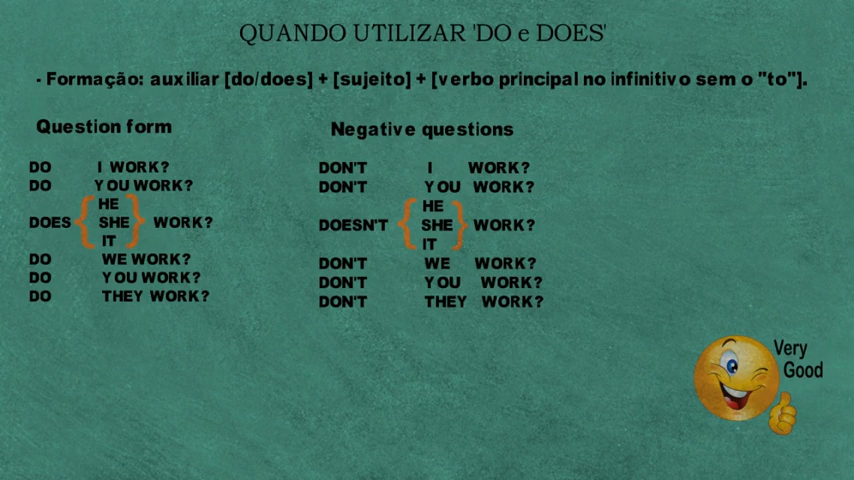 QUANDO UTILIZAR 'DO e DOES'
- Formação: auxiliar [do/does] + [sujeito] + [verbo principal no infinitivo sem o "to"].
Question form
DO I WORK?
DO YOU WORK?
HE
DOES { SHE } WORK?
IT
DO WE WORK?
DO YOU WORK?
DO THEY WORK?
Negative questions
DON'T I WORK?
DON'T YOU WORK?
HE
DOESN'T { SHE } WORK?
IT
DON'T WE WORK?
DON'T YOU WORK?
DON'T THEY WORK?
Very
Good